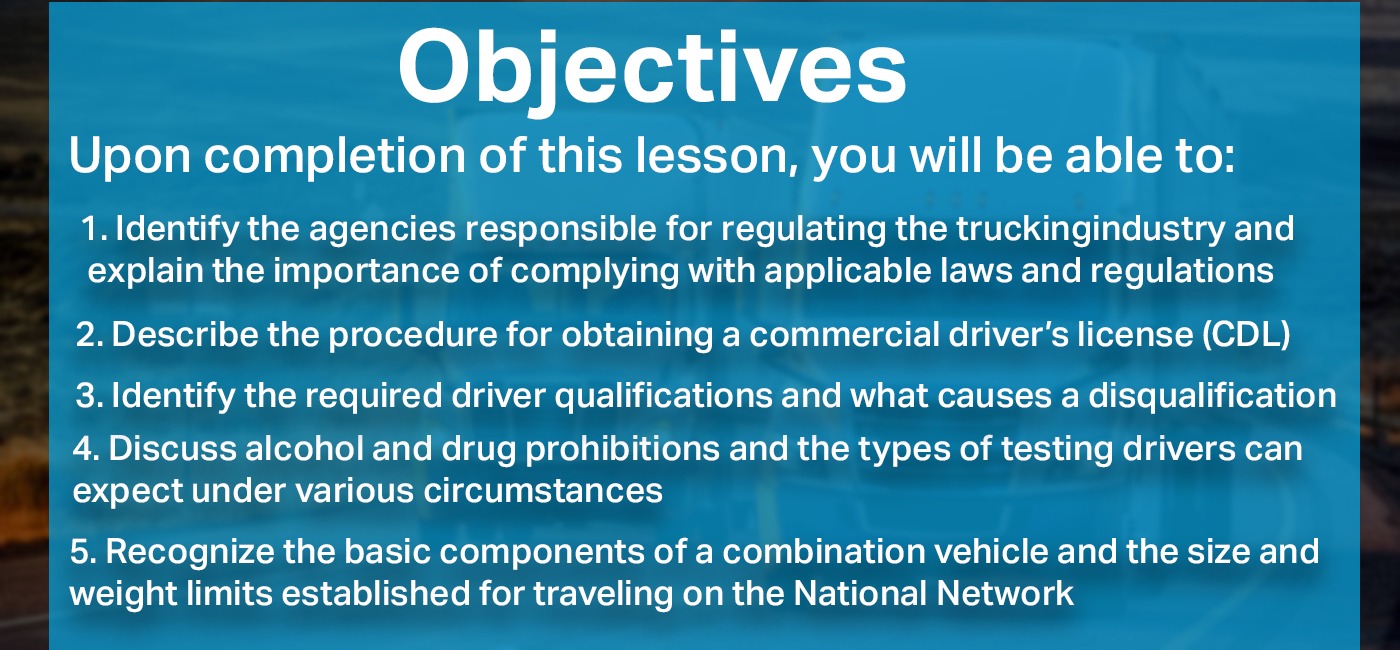 Objectives
Upon completion of this lesson, you will be able to:
1. Identify the agencies responsible for regulating the truckingindustry and
explain the importance of complying with applicable laws and regulations
2. Describe the procedure for obtaining a commercial driver’s license (CDL)
3. Identify the required driver qualifications and what causes a disqualification
4. Discuss alcohol and drug prohibitions and the types of testing drivers can
expect under various circumstances
5. Recognize the basic components of a combination vehicle and the size and
weight limits established for traveling on the National Network